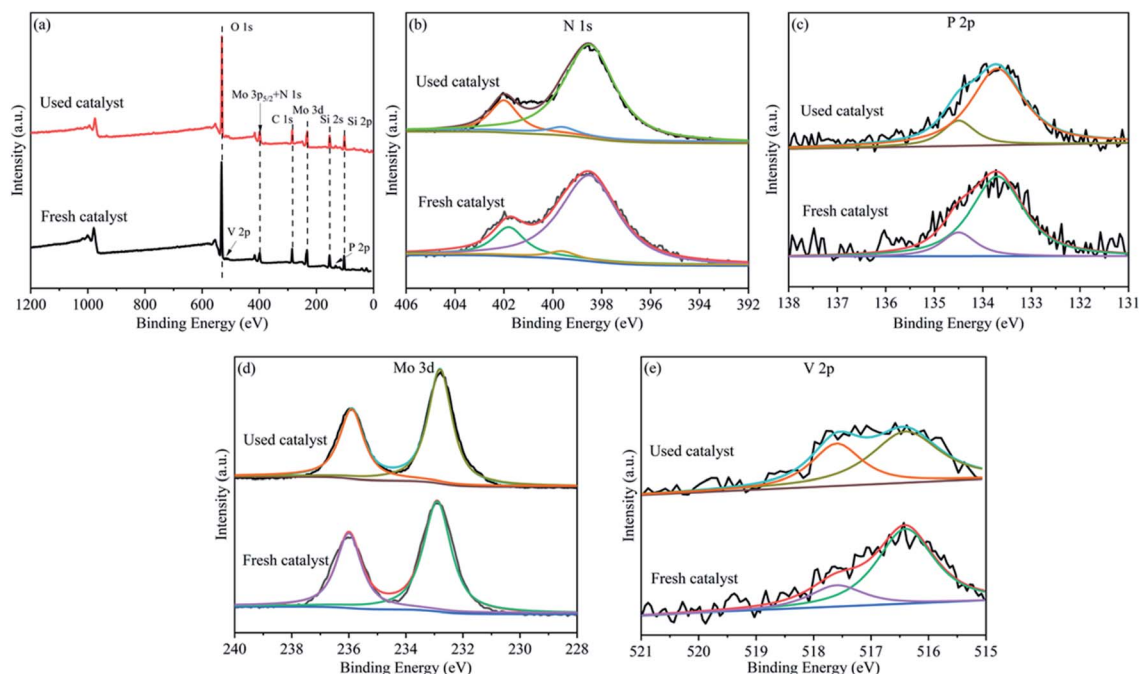 (a)
O 1s
Used catalyst
Mo 3p5/2+N 1s
C 1s
Mo 3d
Si 2s
Si 2p
Fresh catalyst
V 2p
P 2p
Intensity (a.u.)
1200 1000 800 600 400 200 0
Binding Energy (eV)
(b)
N 1s
Used catalyst
Fresh catalyst
Intensity (a.u.)
406 404 402 400 398 396 394 392
Binding Energy (eV)
(c)
P 2p
Used catalyst
Fresh catalyst
Intensity (a.u.)
138 137 136 135 134 133 132 131
Binding Energy (eV)
(d)
Mo 3d
Used catalyst
Fresh catalyst
Intensity (a.u.)
240 238 236 234 232 230 228
Binding Energy (eV)
(e)
V 2p
Used catalyst
Fresh catalyst
Intensity (a.u.)
521 520 519 518 517 516 515
Binding Energy (eV)